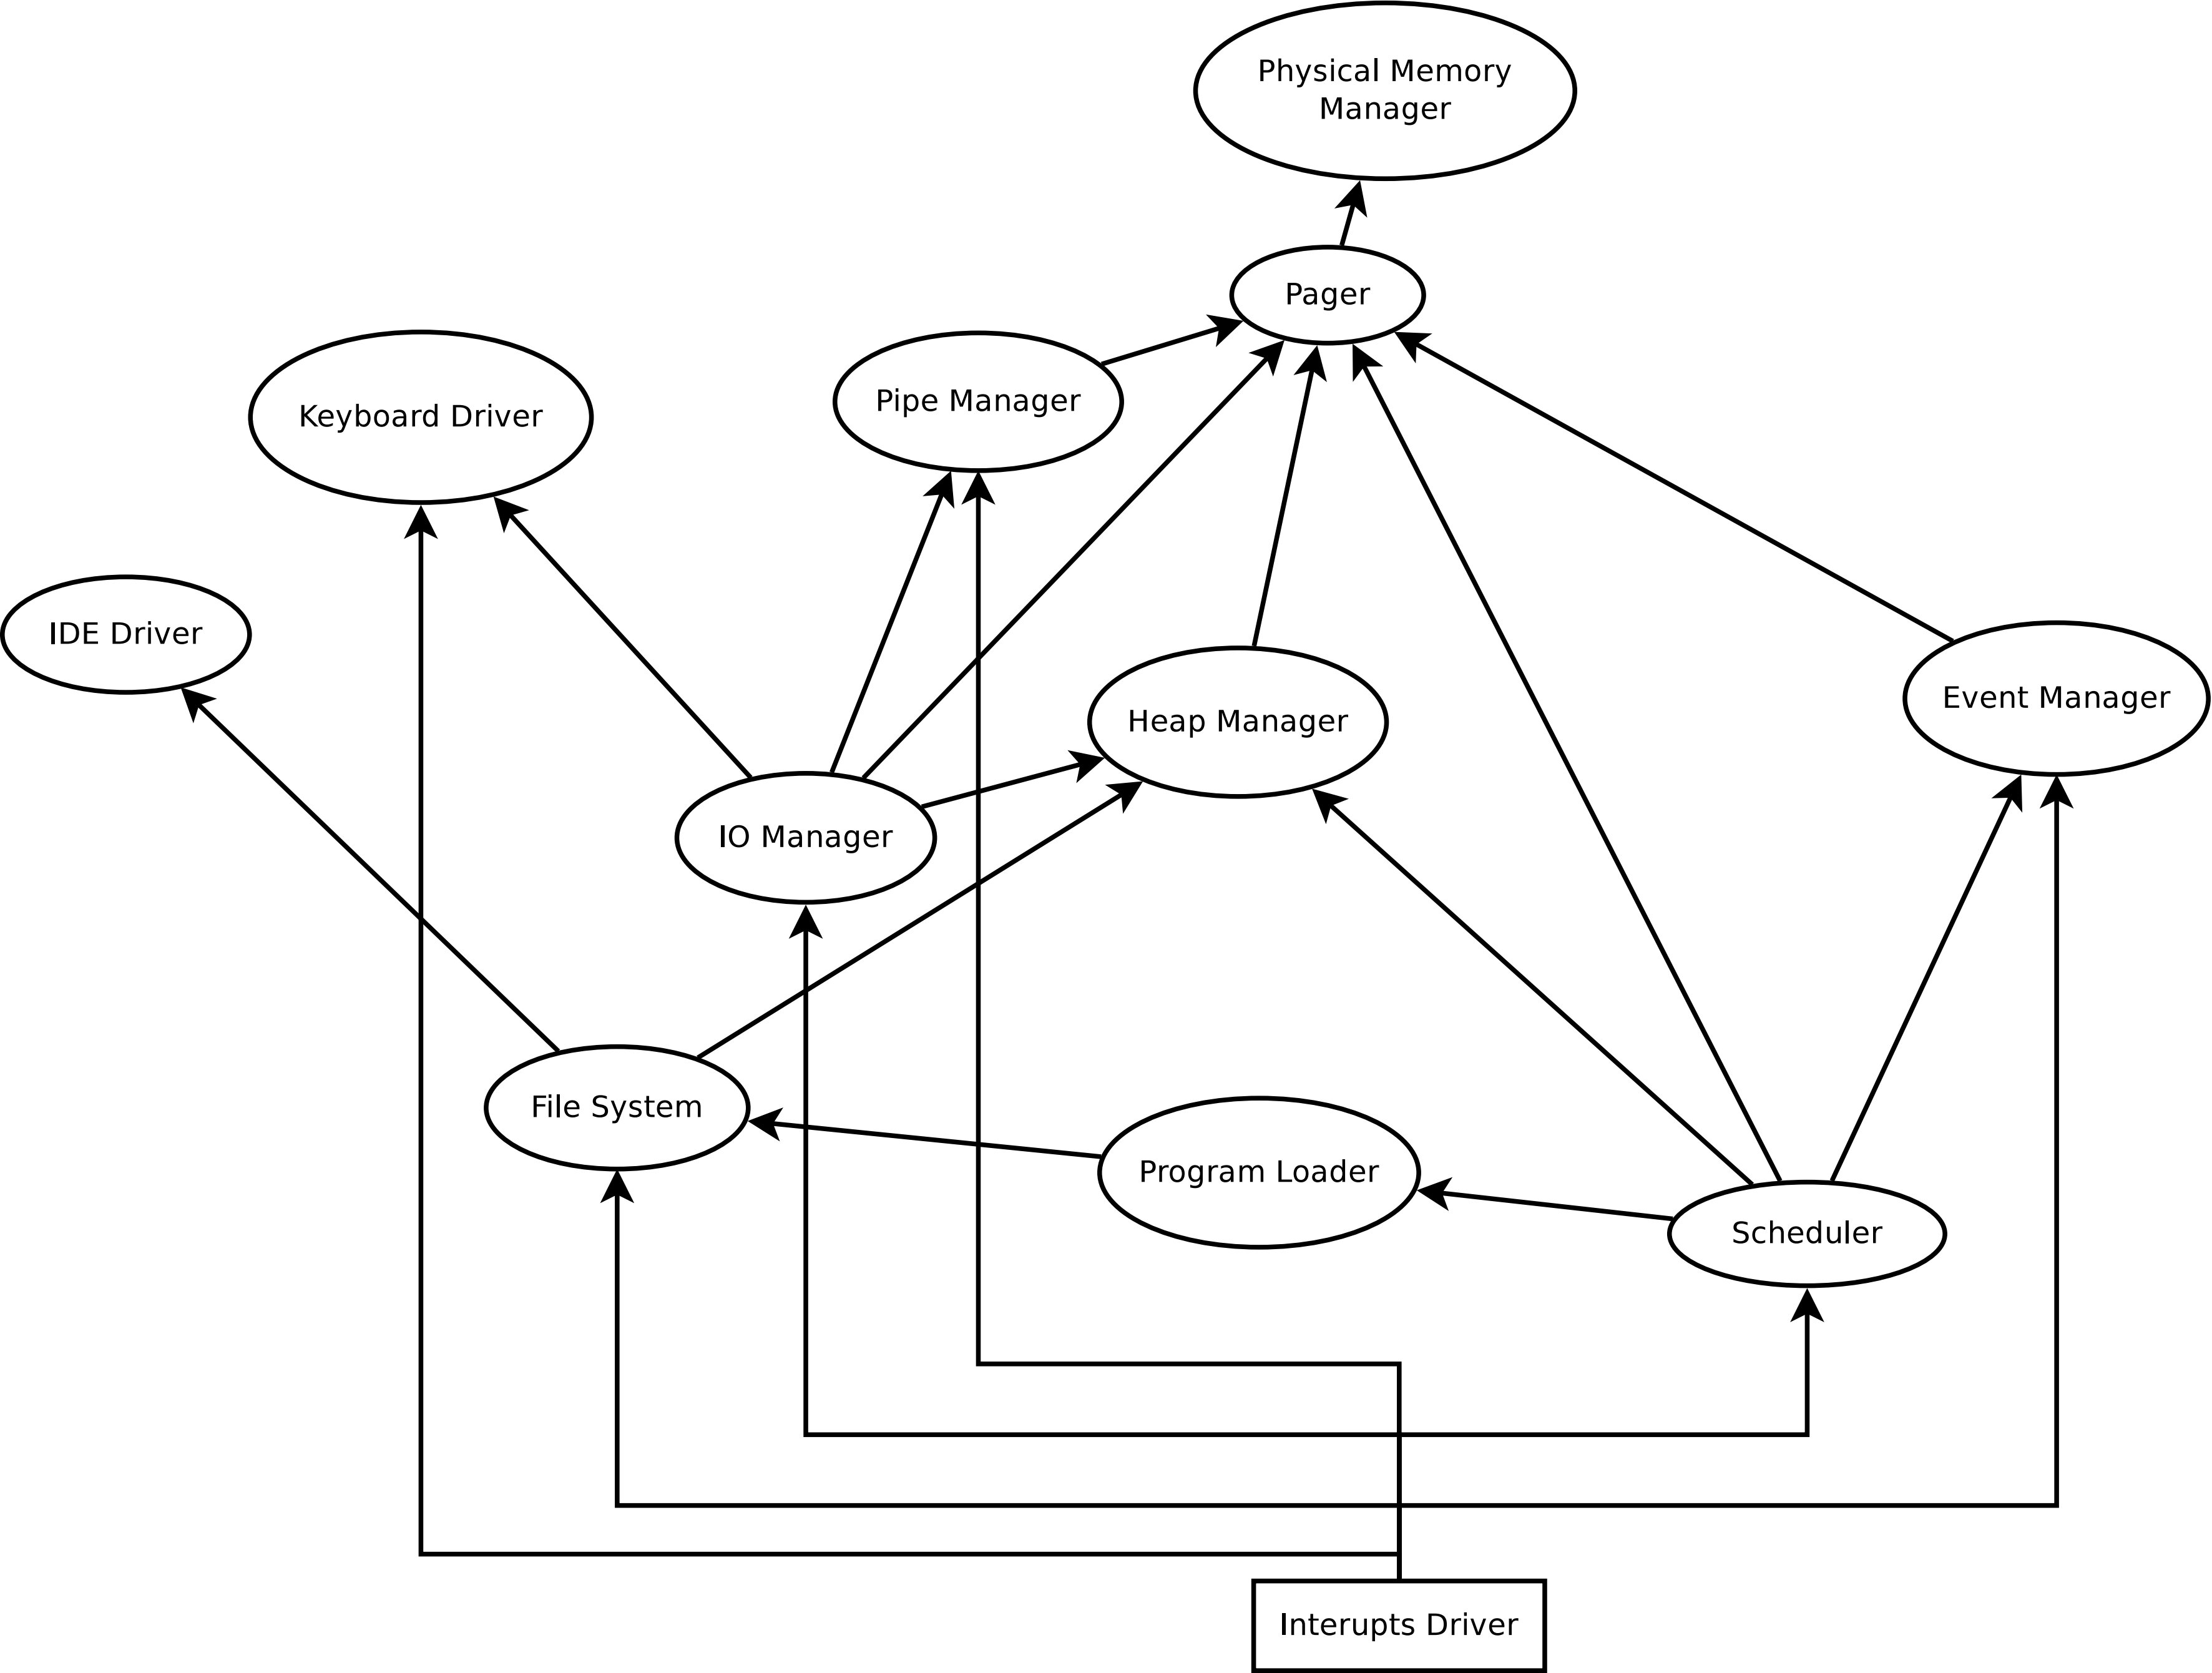 Physical Memory
Manager
Pager
Pipe Manager
Keyboard Driver
IDE Driver
Event Manager
Heap Manager
IO Manager
File System
Program Loader
Scheduler
Interupts Driver